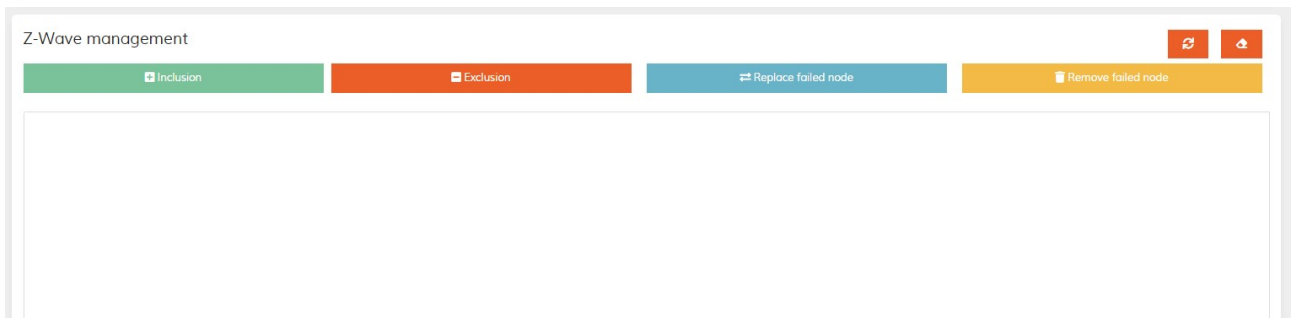 Z-Wave management
Inclusion
Exclusion
Replace failed node
Remove failed node